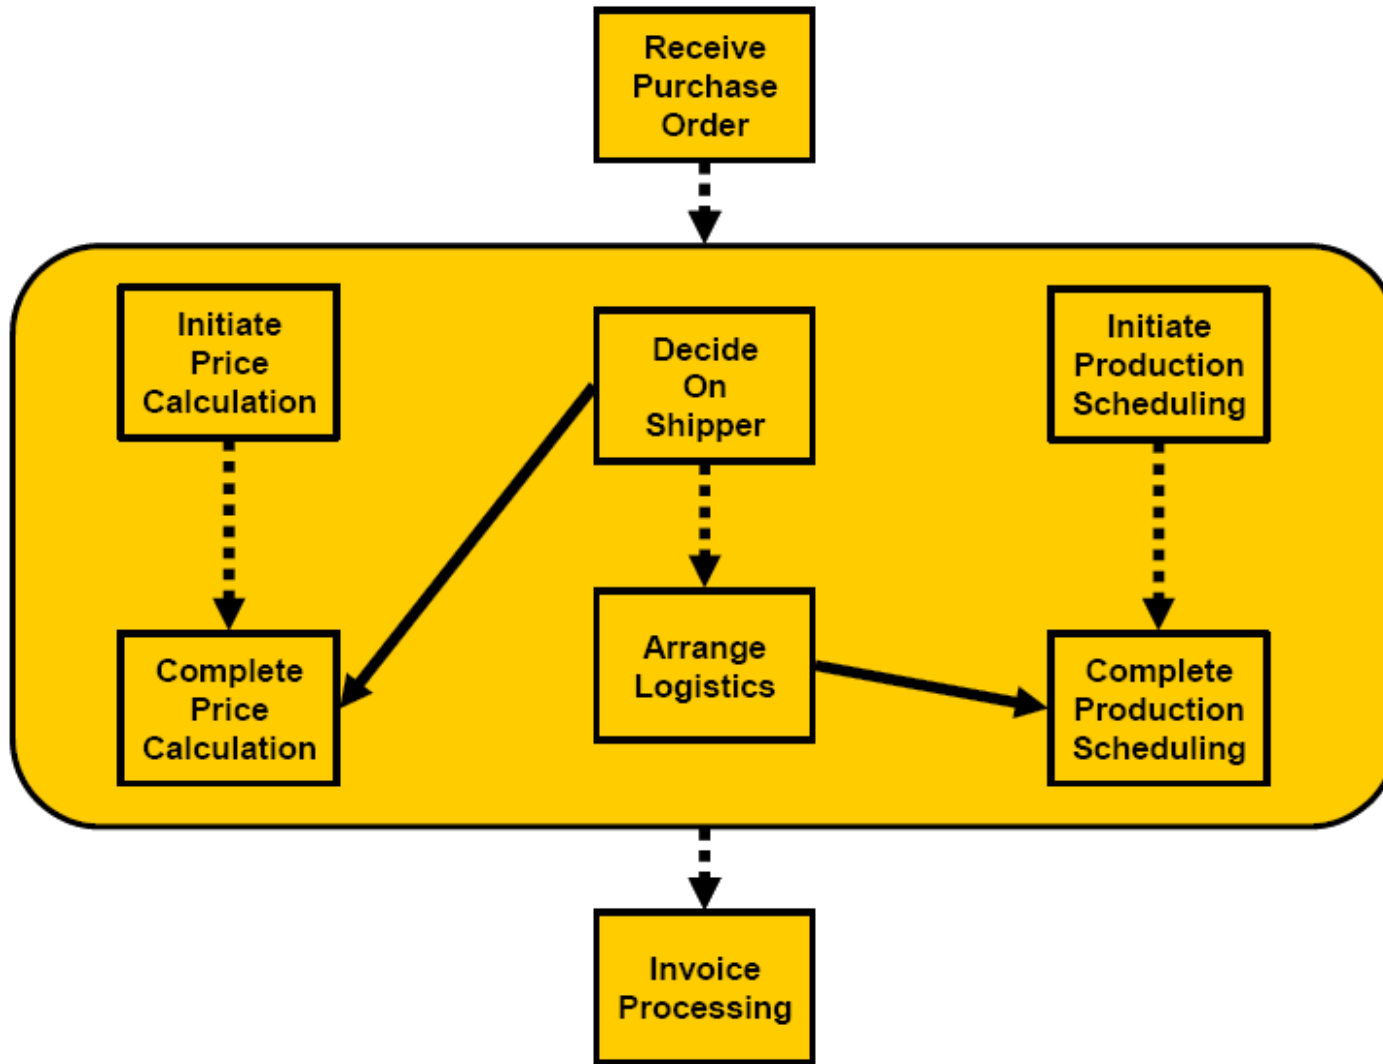 Receive
Purchase
Order
Initiate
Price
Calculation
Decide
On
Shipper
Initiate
Production
Scheduling
Complete
Price
Calculation
Arrange
Logistics
Complete
Production
Scheduling
Invoice
Processing